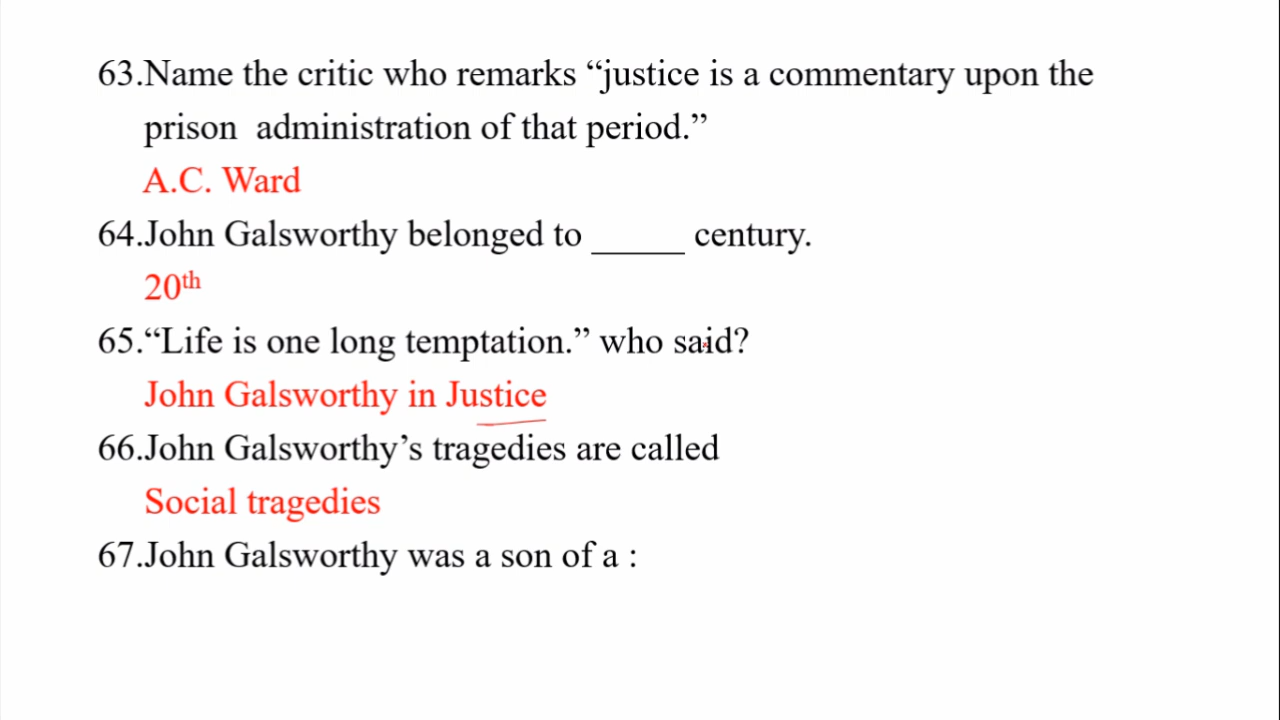 63.Name the critic who remarks “justice is a commentary upon the
prison  administration of that period.”
A.C. Ward
64.John Galsworthy belonged to _____ century.
20th
65.“Life is one long temptation.” who said?
John Galsworthy in Justice
66.John Galsworthy’s tragedies are called
Social tragedies
67.John Galsworthy was a son of a :